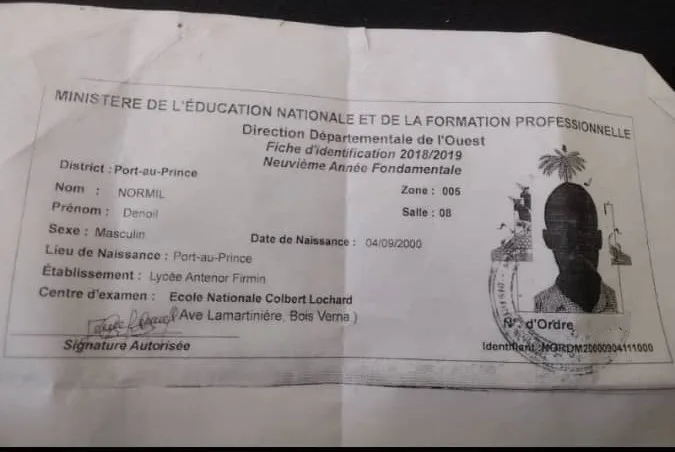 MINISTERE DE L'ÉDUCATION NATIONALE ET DE LA FORMATION PROFESSIONNELLE
Direction Départementale de l'Ouest
Fiche d'identification 2018/2019
Neuvième Année Fondamentale
District : Port-au-Prince
Nom : NORMIL
Zone : 005
Prénom : Denoil
Salle : 08
Sexe : Masculin
Date de Naissance : 04/09/2000
Lieu de Naissance : Port-au-Prince
Établissement : Lycée Antenor Firmin
Centre d'examen : Ecole Nationale Colbert Lochard
Ave Lamartinière, Bois Verna )
N°. d'Ordre
Signature Autorisée
Identifiant :NORDM20000904111000